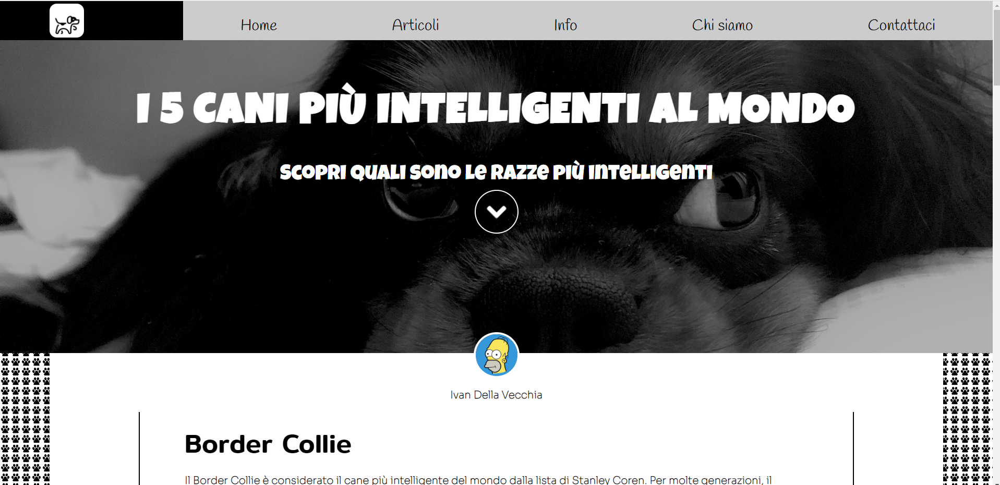 Home Articoli Info Chi siamo Contattaci
I 5 CANI PIÙ INTELLIGENTI AL MONDO
Scopri quali sono le razze più intelligenti
Ivan Della Vecchia
Border Collie
Il Border Collie è considerato il cane più intelligente del mondo dalla lista di Stanley Coren. Per molte generazioni, il